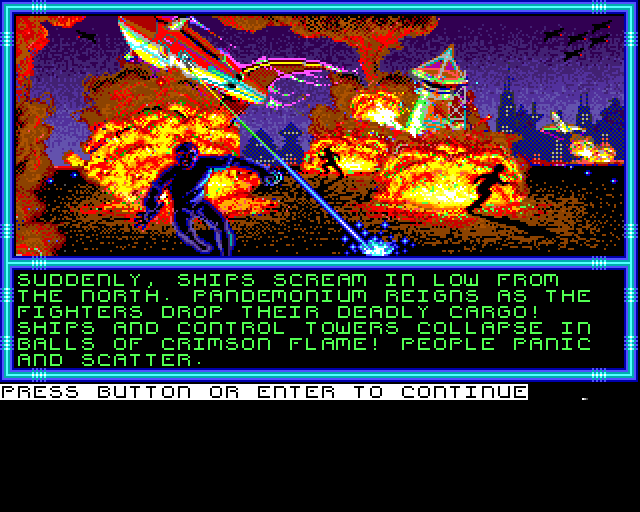 SUDDENLY, SHIPS SCREAM IN LOW FROM
THE NORTH. PANDEMONIUM REIGNS AS THE
FIGHTERS DROP THEIR DEADLY CARGO!
SHIPS AND CONTROL TOWERS COLLAPSE IN
BALLS OF CRIMSON FLAME! PEOPLE PANIC
AND SCATTER.
PRESS BUTTON OR ENTER TO CONTINUE